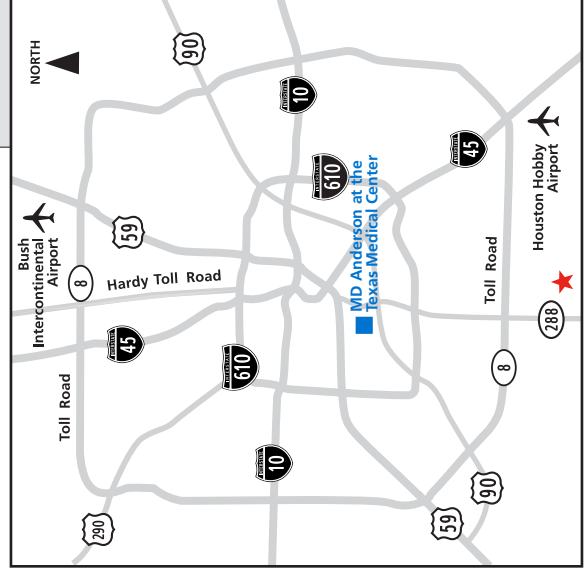 NORTH
90
10
45
610
Houston Hobby
Airport
MD Anderson at the
Texas Medical Center
59
Bush
Intercontinental
Airport
8
Hardy Toll Road
Toll Road
288
45
610
8
Toll Road
10
90
59
290